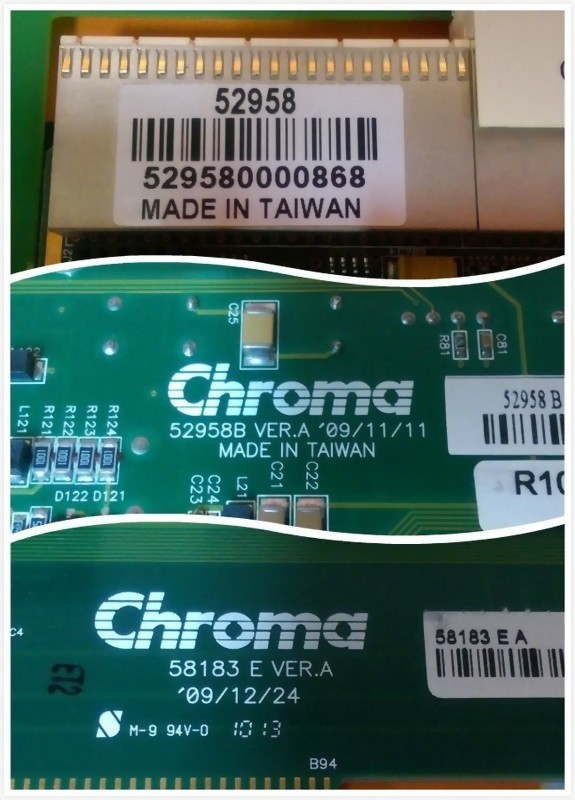 52958
529580000868
MADE IN TAIWAN
C25
R81
C81
Chroma
52958B VER.A '09/11/11
MADE IN TAIWAN
52958 B
R10
L121
R121
R122
R123
R124
D122 D121
C23
C24
L21
C21
C22
Chroma
58183 E VER.A
'09/12/24
M-9 94V-0 1013
58183 E A
C4
ET2
B94